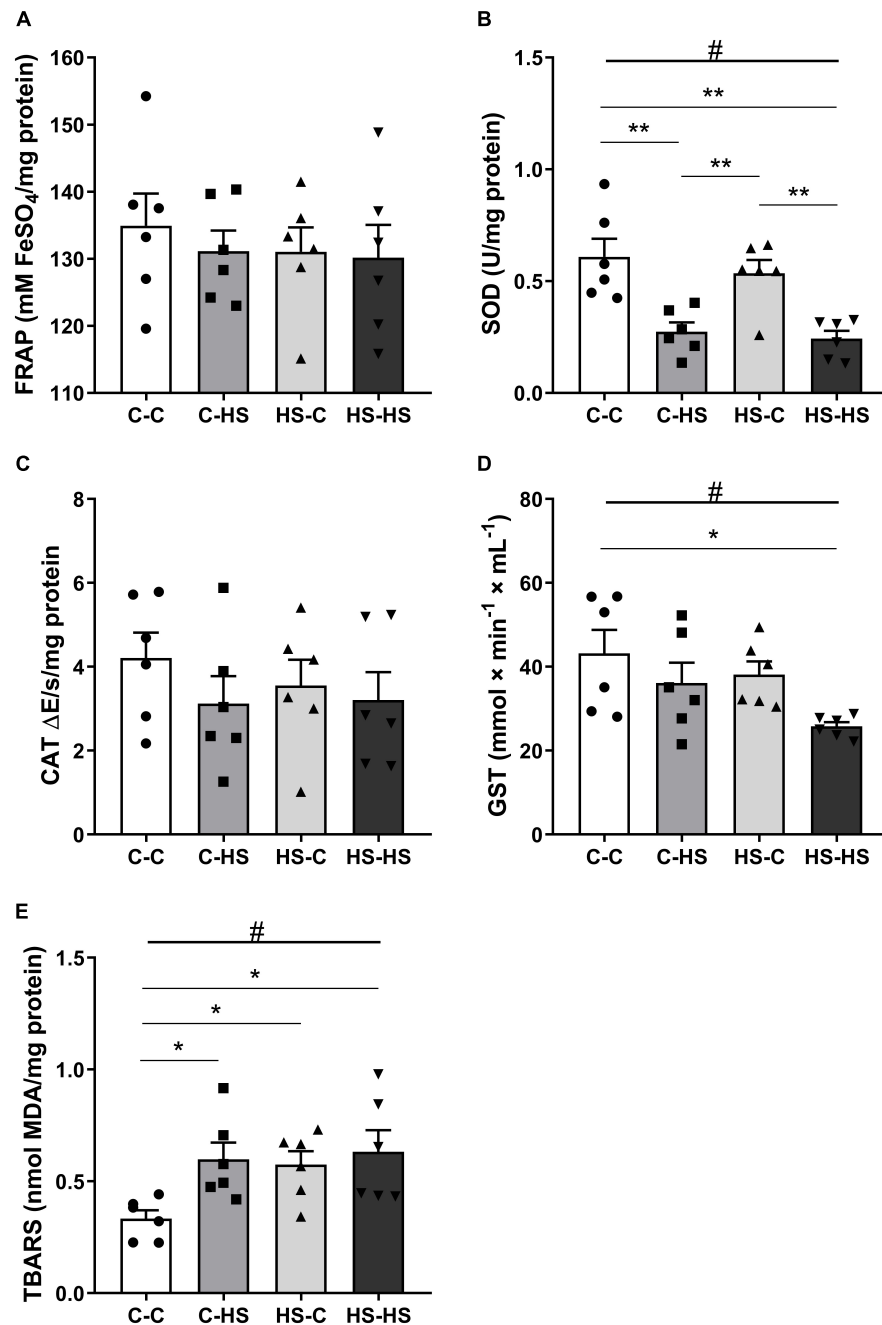 A
FRAP (mM FeSO₄/mg protein)
160
150
140
130
120
110
C-C C-HS HS-C HS-HS
B
SOD (U/mg protein)
1.5
1.0
0.5
0.0
#
**
**
**
**
C-C C-HS HS-C HS-HS
C
CAT ΔE/s/mg protein
8
6
4
2
0
C-C C-HS HS-C HS-HS
D
GST (mmol × min⁻¹ × mL⁻¹)
80
60
40
20
0
#
*
C-C C-HS HS-C HS-HS
E
TBARS (nmol MDA/mg protein)
1.5
1.0
0.5
0.0
#
*
*
*
C-C C-HS HS-C HS-HS